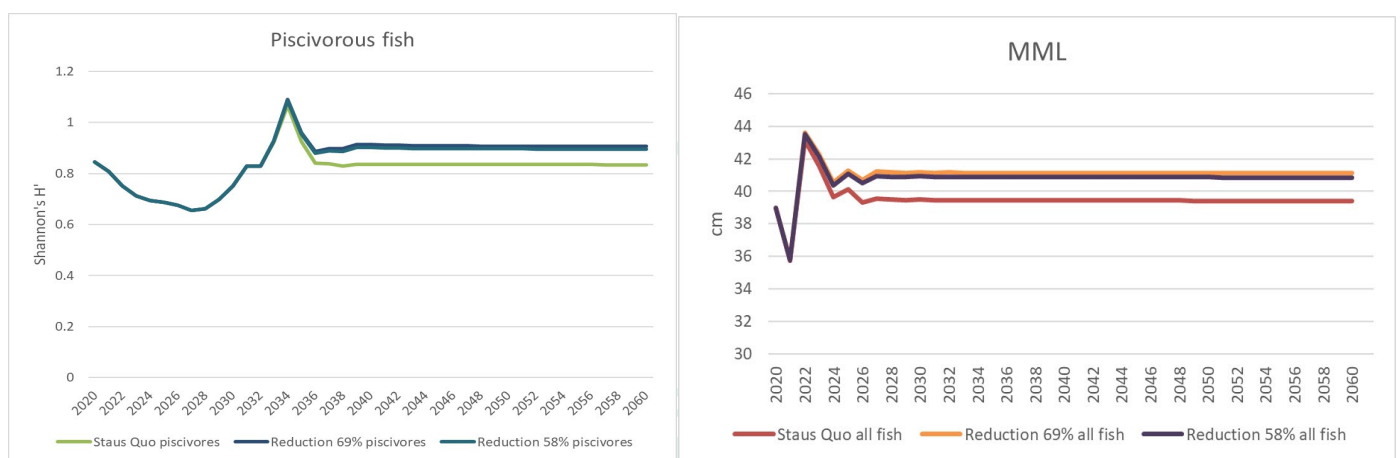 Piscivorous fish
Shannon's H'
1.2
1
0.8
0.6
0.4
0.2
0
2020 2022 2024 2026 2028 2030 2032 2034 2036 2038 2040 2042 2044 2046 2048 2050 2052 2054 2056 2058 2060
Staus Quo piscivores Reduction 69% piscivores Reduction 58% piscivores
MML
cm
46
44
42
40
38
36
34
32
30
2020 2022 2024 2026 2028 2030 2032 2034 2036 2038 2040 2042 2044 2046 2048 2050 2052 2054 2056 2058 2060
Staus Quo all fish Reduction 69% all fish Reduction 58% all fish